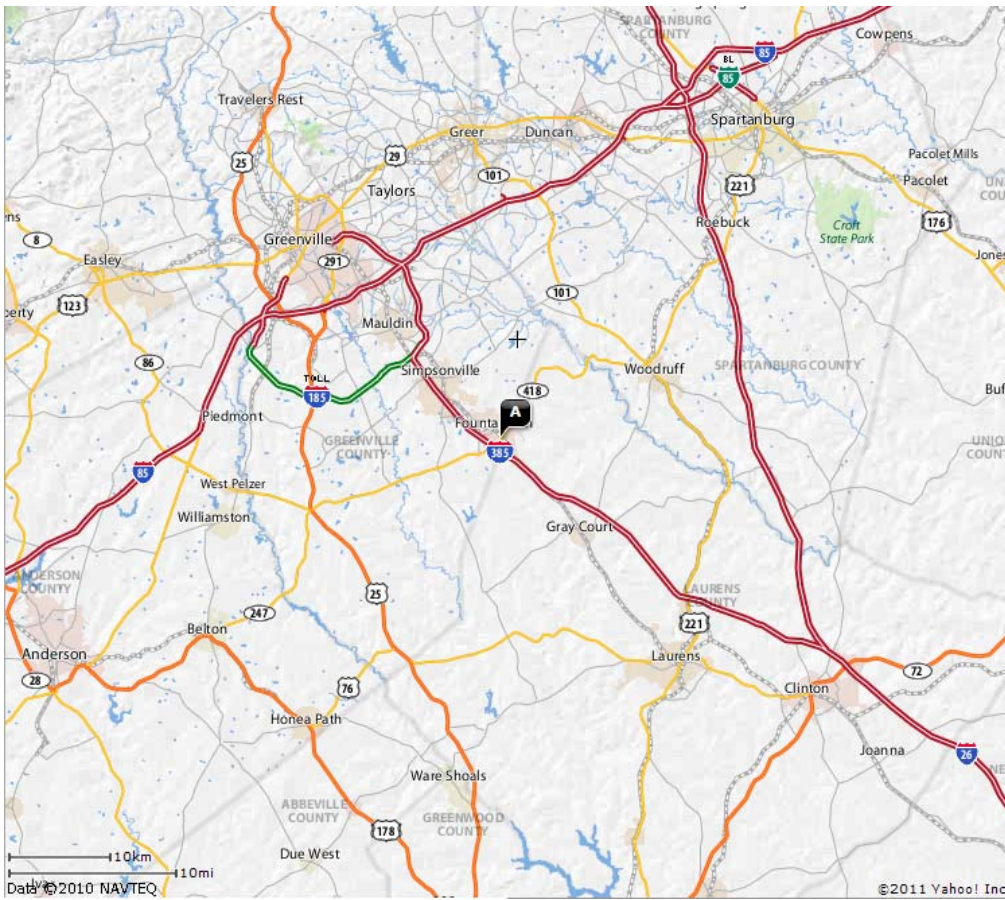 SPARTANBURG
COUNTY
Cowpens
85
BL
85
Travelers Rest
Spartanburg
Greer
Duncan
29
25
Pacolet Mills
101
Taylors
221
Pacolet
Roebuck
Croft
State Park
176
8
Greenville
Easley
291
123
101
Mauldin
86
Simpsonville
Woodruff
SPARTANBURG COUNTY
TOLL
185
418
Piedmont
A
GREENVILLE
COUNTY
385
85
West Pelzer
Williamston
Gray Court
ANDERSON
COUNTY
LAURENS
COUNTY
25
247
221
Belton
Anderson
Laurens
28
72
76
Clinton
Honea Path
Joanna
26
Ware Shoals
ABBEVILLE
COUNTY
GREENWOOD
COUNTY
178
Due West
10km
10mi
Data ©2010 NAVTEQ
©2011 Yahoo! Inc